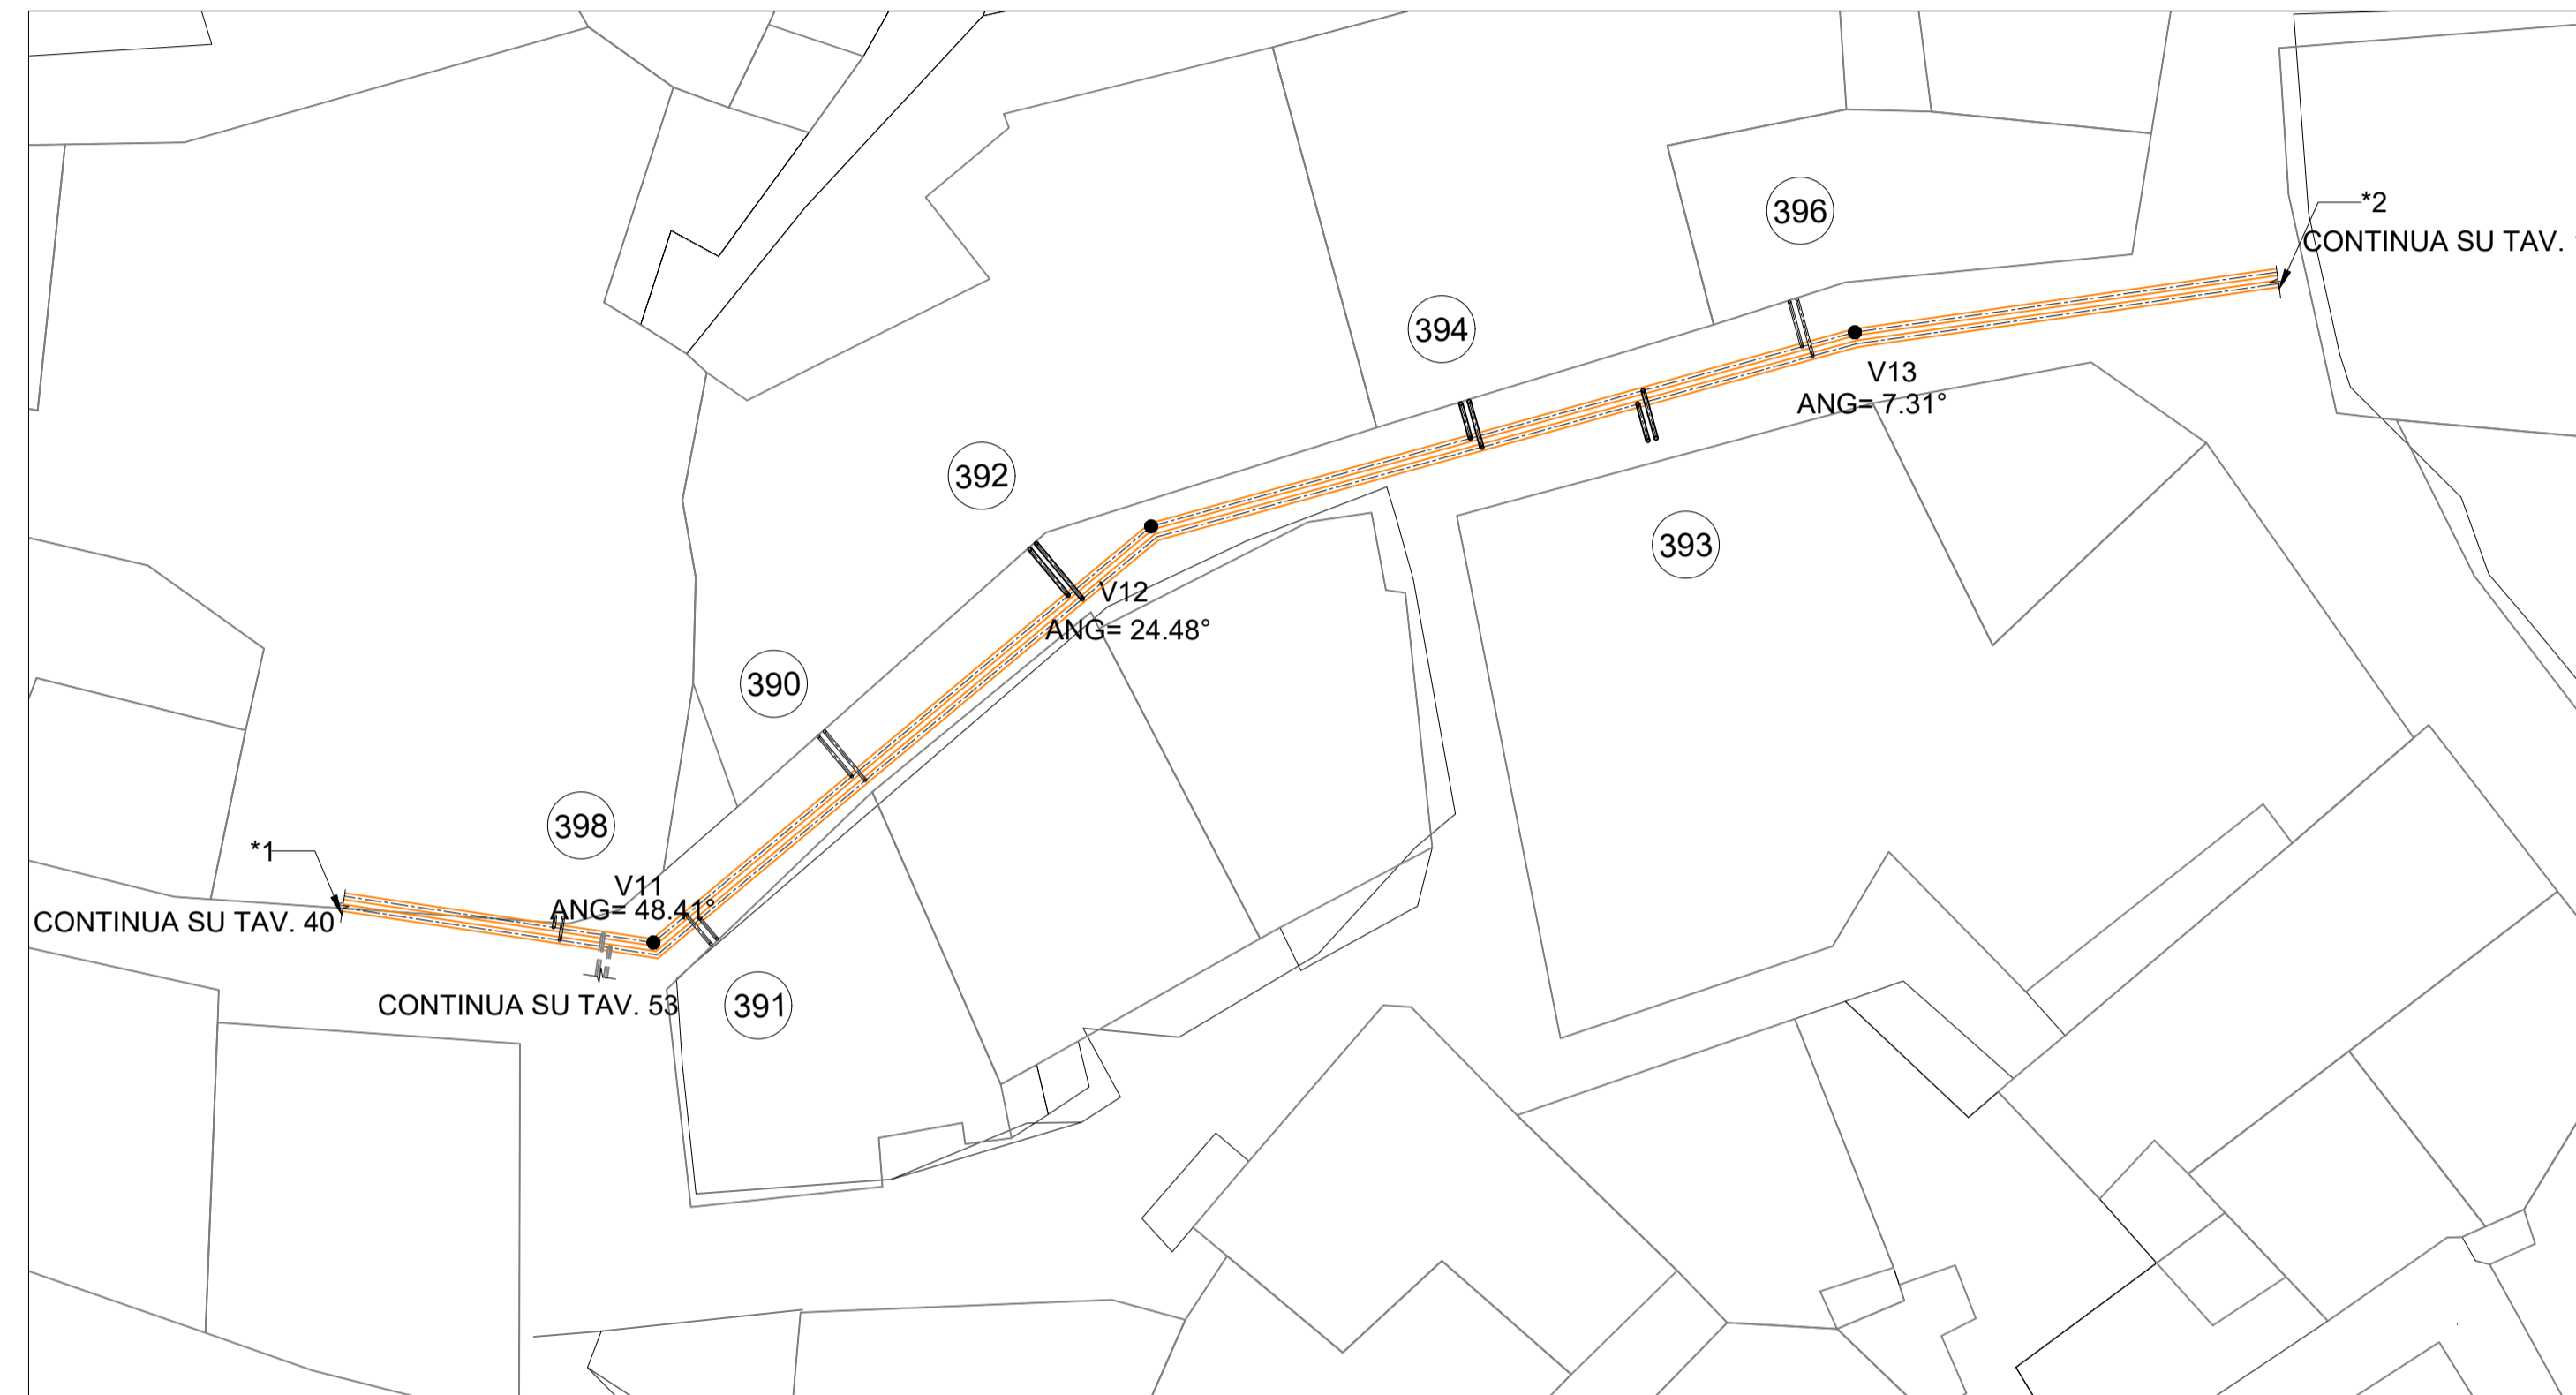 396
*2
CONTINUA SU TAV.
394
V13
ANG= 7.31°
392
393
V12
ANG= 24.48°
390
398
*1
V11
ANG= 48.41°
CONTINUA SU TAV. 40
CONTINUA SU TAV. 53
391